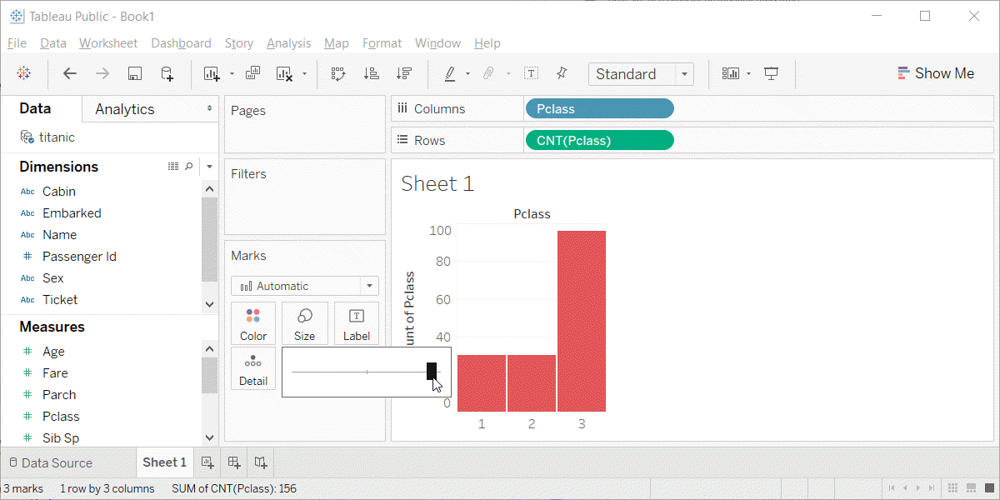 Tableau Public - Book1
File Data Worksheet Dashboard Story Analysis Map Format Window Help
Standard
Show Me
Data Analytics
titanic
Dimensions
Abc Cabin
Abc Embarked
Abc Name
# Passenger Id
Abc Sex
Abc Ticket
Measures
# Age
# Fare
# Parch
# Pclass
# Sib Sp
Pages
Filters
Marks
Automatic
Color Size T Label
Detail
Columns Pclass
Rows CNT(Pclass)
Sheet 1
Pclass
100
80
60
40
0
unt of Pclass
1 2 3
Data Source Sheet 1
3 marks 1 row by 3 columns SUM of CNT(Pclass): 156